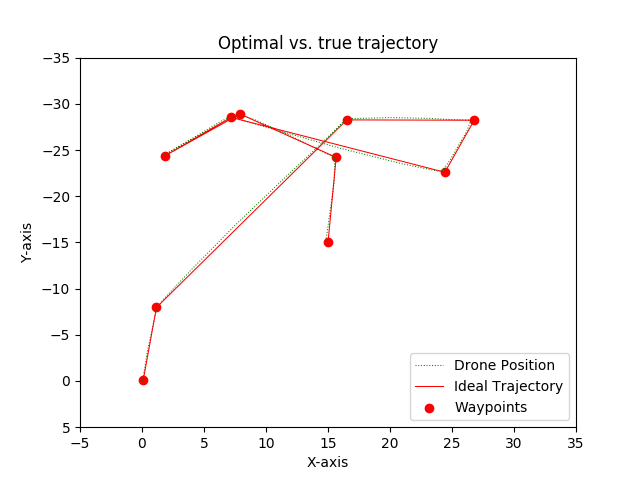 Optimal vs. true trajectory
−35
−30
−25
−20
−15
−10
−5
0
5
Y-axis
−5 0 5 10 15 20 25 30 35
X-axis
Drone Position
Ideal Trajectory
Waypoints